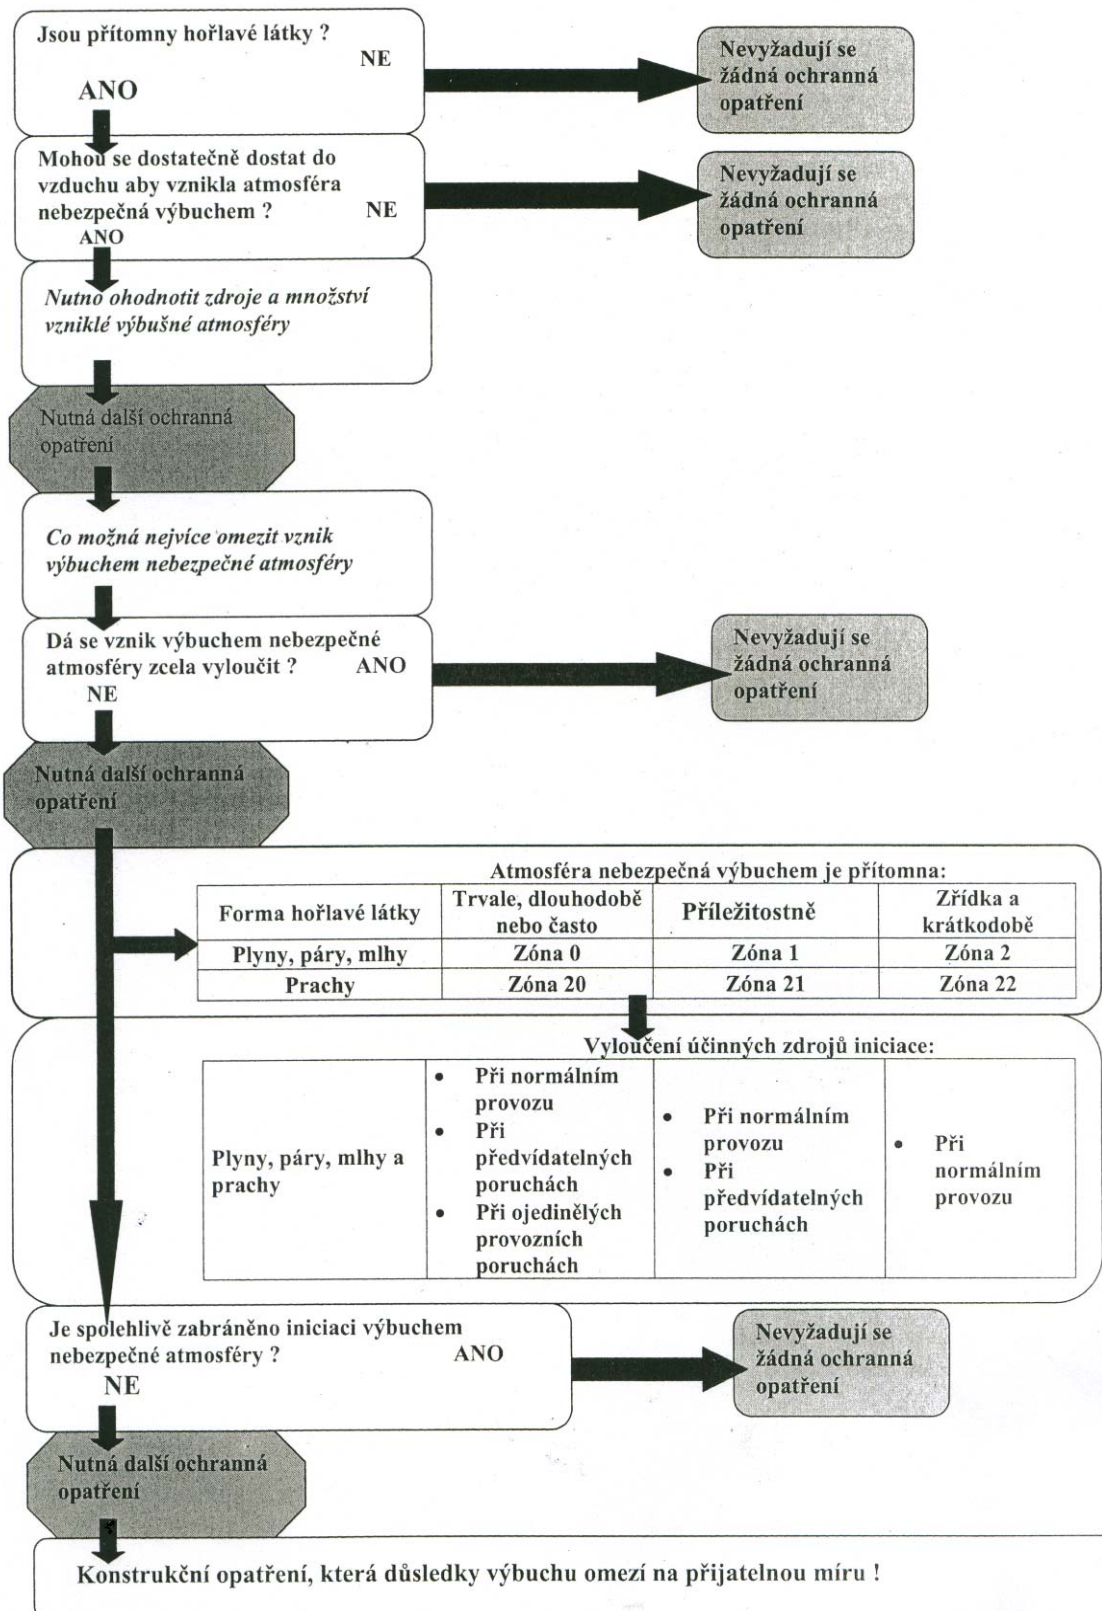 Jsou přítomny hořlavé látky ?
NE
ANO
Nevyžadují se
žádná ochranná
opatření
Mohou se dostatečně dostat do
vzduchu aby vznikla atmosféra
nebezpečná výbuchem ? NE
ANO
Nevyžadují se
žádná ochranná
opatření
Nutno ohodnotit zdroje a množství
vzniklé výbušné atmosféry
Nutná další ochranná
opatření
Co možná nejvíce omezit vznik
výbuchem nebezpečné atmosféry
Dá se vznik výbuchem nebezpečné
atmosféry zcela vyloučit ? ANO
NE
Nevyžadují se
žádná ochranná
opatření
Nutná další ochranná
opatření
Atmosféra nebezpečná výbuchem je přítomna:
Forma hořlavé látky
Trvale, dlouhodobě
nebo často
Příležitostně
Zřídka a
krátkodobě
Plyny, páry, mlhy Zóna 0 Zóna 1 Zóna 2
Prachy Zóna 20 Zóna 21 Zóna 22
Vyloučení účinných zdrojů iniciace:
Plyny, páry, mlhy a
prachy
• Při normálním
provozu
• Při
předvídatelných
poruchách
• Při ojedinělých
provozních
poruchách
• Při normálním
provozu
• Při
předvídatelných
poruchách
• Při
normálním
provozu
Je spolehlivě zabráněno iniciaci výbuchem
nebezpečné atmosféry ? ANO
NE
Nevyžadují se
žádná ochranná
opatření
Nutná další ochranná
opatření
Konstrukční opatření, která důsledky výbuchu omezí na přijatelnou míru !